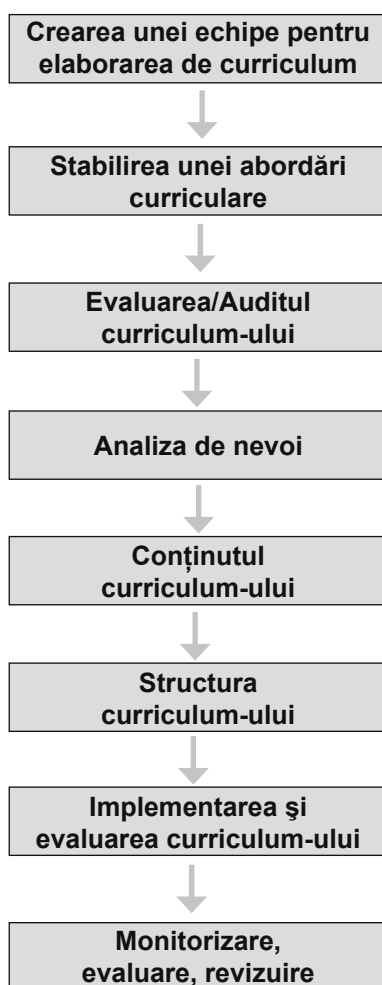 Crearea unei echipe pentru
elaborarea de curriculum
Stabilirea unei abordări
curriculare
Evaluarea/Auditul
curriculum-ului
Analiza de nevoi
Conținutul
curriculum-ului
Structura
curriculum-ului
Implementarea şi
evaluarea curriculum-ului
Monitorizare,
evaluare, revizuire